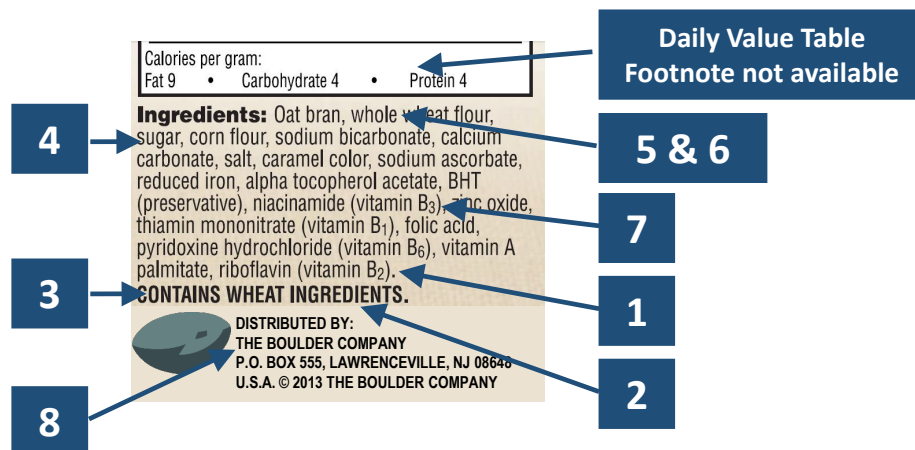 Daily Value Table
Footnote not available
Calories per gram:
Fat 9 • Carbohydrate 4 • Protein 4
Ingredients: Oat bran, whole wheat flour,
sugar, corn flour, sodium bicarbonate, calcium
carbonate, salt, caramel color, sodium ascorbate,
reduced iron, alpha tocopherol acetate, BHT
(preservative), niacinamide (vitamin B3), zinc oxide,
thiamin mononitrate (vitamin B1), folic acid,
pyridoxine hydrochloride (vitamin B6), vitamin A
palmitate, riboflavin (vitamin B2).
CONTAINS WHEAT INGREDIENTS.
DISTRIBUTED BY:
THE BOULDER COMPANY
P.O. BOX 555, LAWRENCEVILLE, NJ 08648
U.S.A. © 2013 THE BOULDER COMPANY
4
5 & 6
7
3
1
2
8